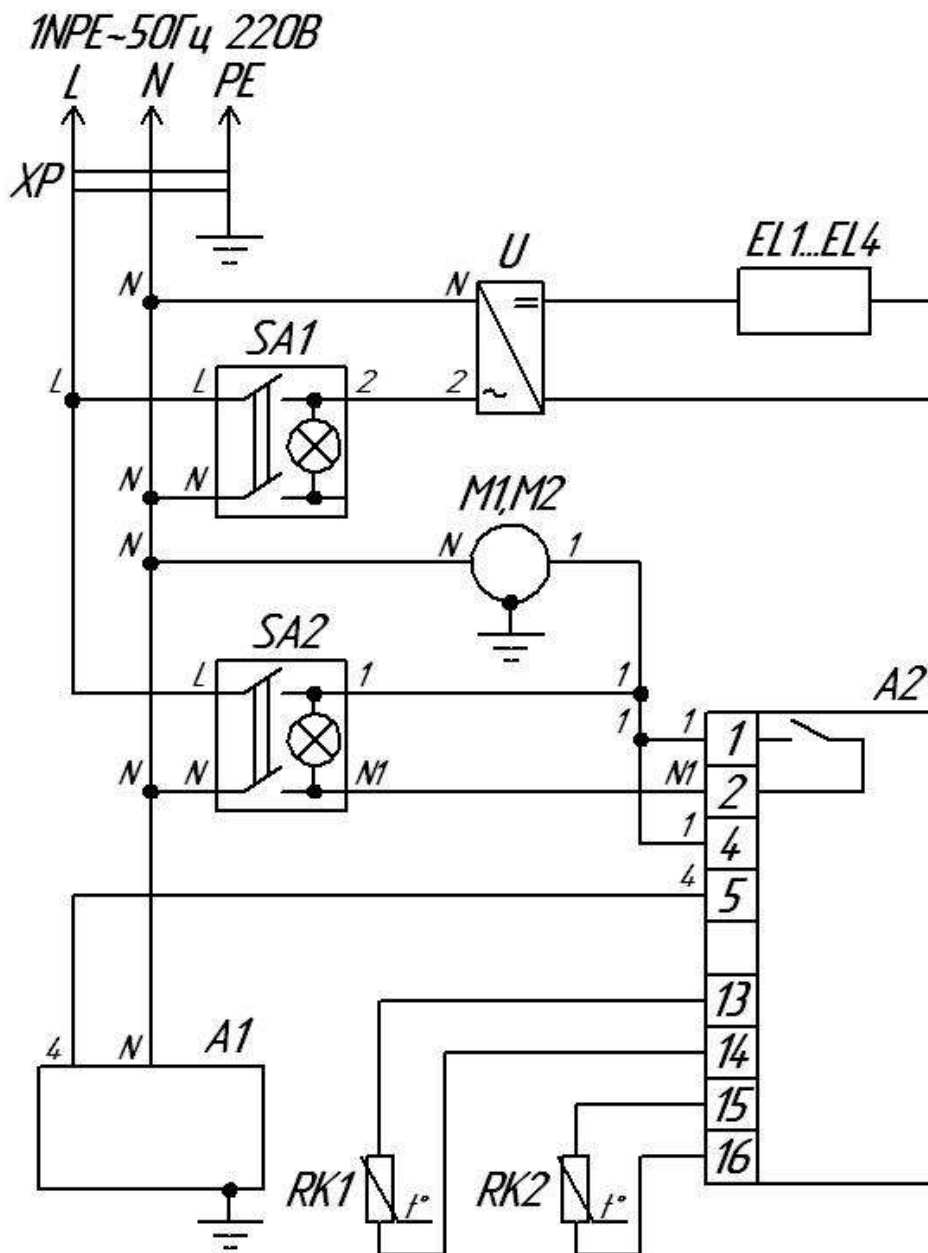 1NPE~50Гц 220В
L N PE
XP
U EL1...EL4
N N
SA1
L L 2 2
~
N N
M1,M2
N N 1
SA2
L 1 1
A2
1 1 1
N N N1 N1 2
1 4
4 5
13
4 N A1 14
15
RK1 t° RK2 t° 16